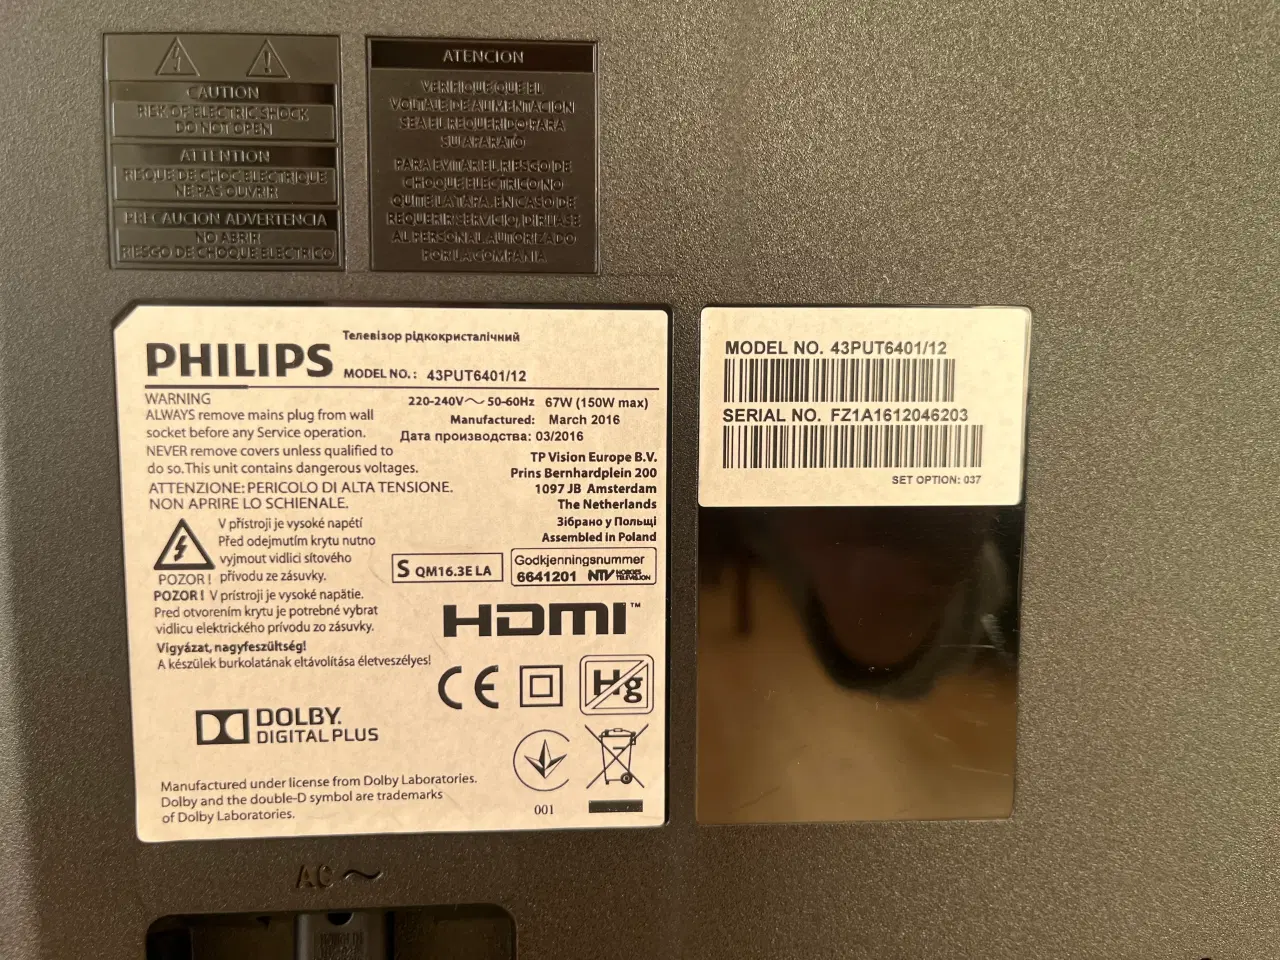 CAUTION
RISK OF ELECTRIC SHOCK
DO NOT OPEN
ATTENTION
RISQUE DE CHOC ELECTRIQUE
NE PAS OUVRIR
PRECAUCION ADVERTENCIA
NO ABRIR
RIESGO DE CHOQUE ELECTRICO
ATENCION
VERIFIQUE QUE EL
VOLTAJE DE ALIMENTACION
SEA EL REQUERIDO PARA
SU APARATO
PARA EVITAR EL RIESGO DE
CHOQUE ELECTRICO NO
QUITE LA TAPA. EN CASO DE
REQUERIR SERVICIO, DIRIJASE
AL PERSONAL AUTORIZADO
POR LA COMPANIA
Телевізор рідкокристалічний
PHILIPS
MODEL NO.: 43PUT6401/12
WARNING
ALWAYS remove mains plug from wall
socket before any Service operation.
NEVER remove covers unless qualified to
do so. This unit contains dangerous voltages.
ATTENZIONE: PERICOLO DI ALTA TENSIONE.
NON APRIRE LO SCHIENALE.
220-240V～ 50-60Hz 67W (150W max)
Manufactured: March 2016
Дата производства: 03/2016
TP Vision Europe B.V.
Prins Bernhardplein 200
1097 JB Amsterdam
The Netherlands
Зібрано у Польщі
Assembled in Poland
V přístroji je vysoké napětí
Před odejmutím krytu nutno
vyjmout vidlici síťového
POZOR! přívodu ze zásuvky.
POZOR! V prístroji je vysoké napätie.
Pred otvorením krytu je potrebné vybrat
vidlicu elektrického prívodu zo zásuvky.
Vigyázat, nagyfeszültség!
A készülek burkolatának eltávolítása életveszélyes!
S QM16.3E LA
Godkjenningsnummer
6641201 NTV NORGES TELEVISJON
HDMI™
CE
Hg
DOLBY.
DIGITAL PLUS
Manufactured under license from Dolby Laboratories.
Dolby and the double-D symbol are trademarks
of Dolby Laboratories.
001
MODEL NO. 43PUT6401/12
SERIAL NO. FZ1A1612046203
SET OPTION: 037
AC ～